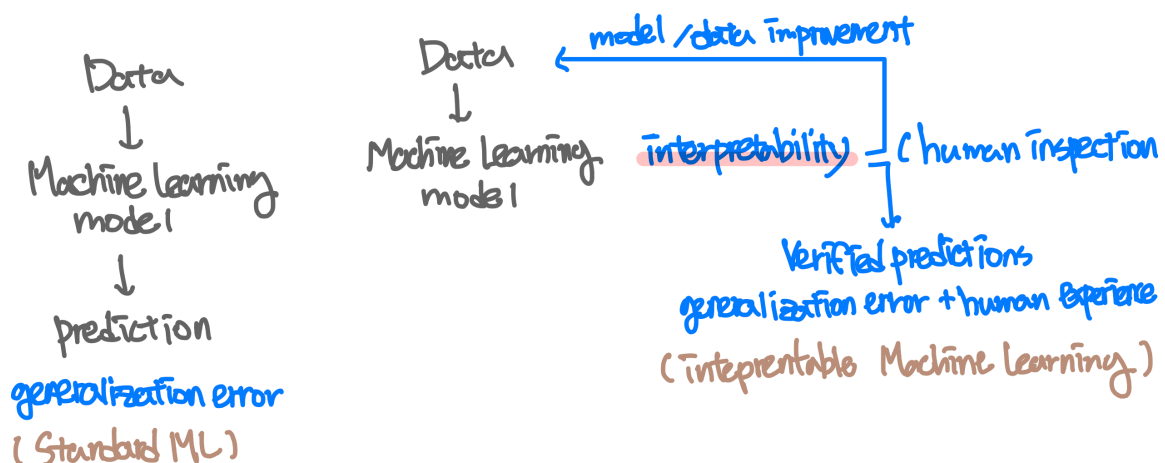 Data
Machine learning
model
prediction
generalization error
(Standard ML)
model /data improvement
Data
Machine Learning
model
interpretability
(human inspection
Verified predictions
generalization error + human experience
(inteprentable Machine Learning)